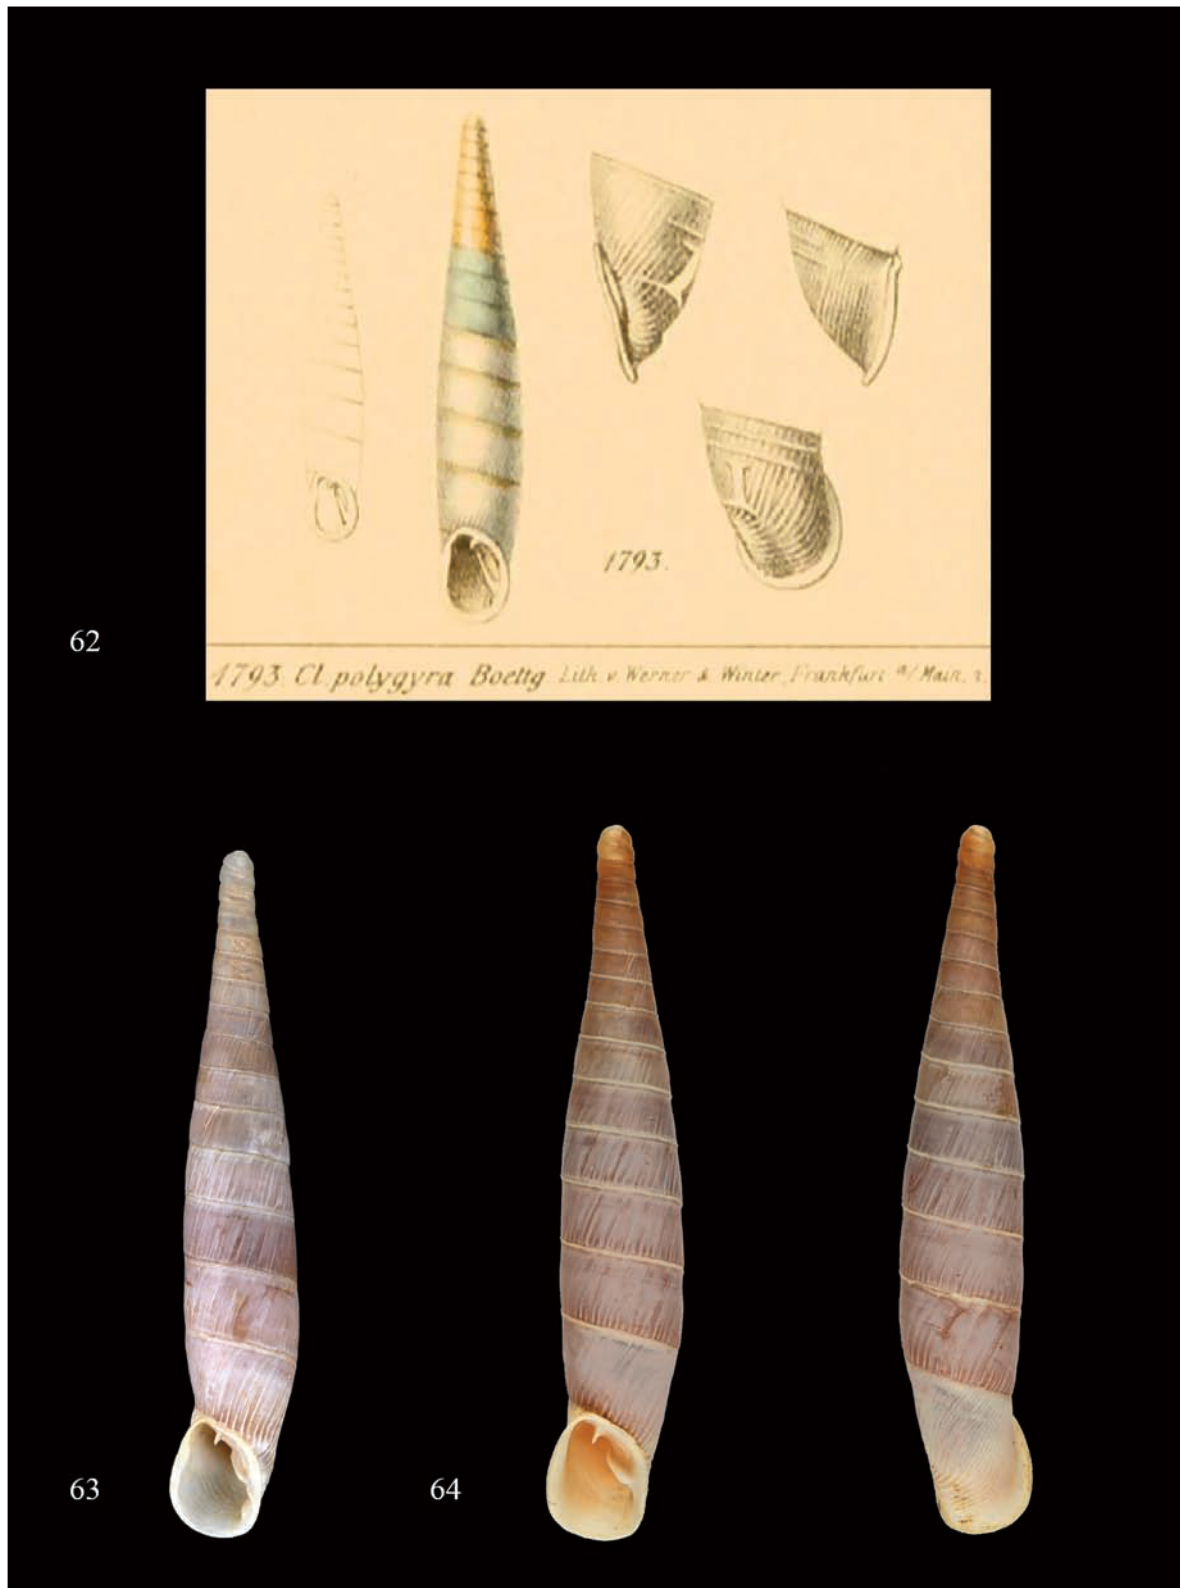 1793.
62
1793. Cl. polygyra Boettg Lith. v. Werner & Winter, Frankfurt a/Main.
63
64